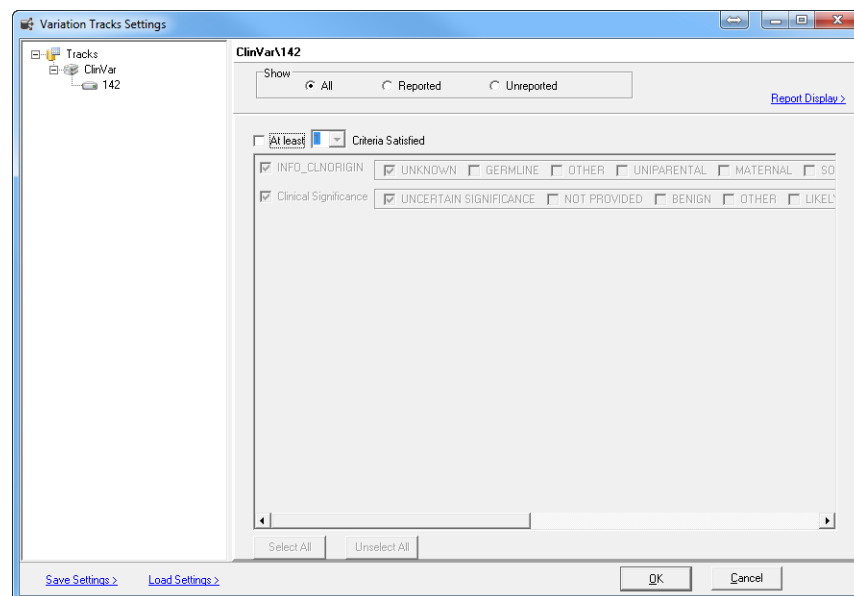 Variation Tracks Settings
Tracks
ClinVar
142
ClinVar\142
Show
All Reported Unreported
Report Display >
At least Criteria Satisfied
INFO_CLNORIGIN UNKNOWN GERMLINE OTHER UNIPARENTAL MATERNAL SO
Clinical Significance UNCERTAIN SIGNIFICANCE NOT PROVIDED BENIGN OTHER LIKELY
Select All Unselect All
Save Settings > Load Settings > OK Cancel